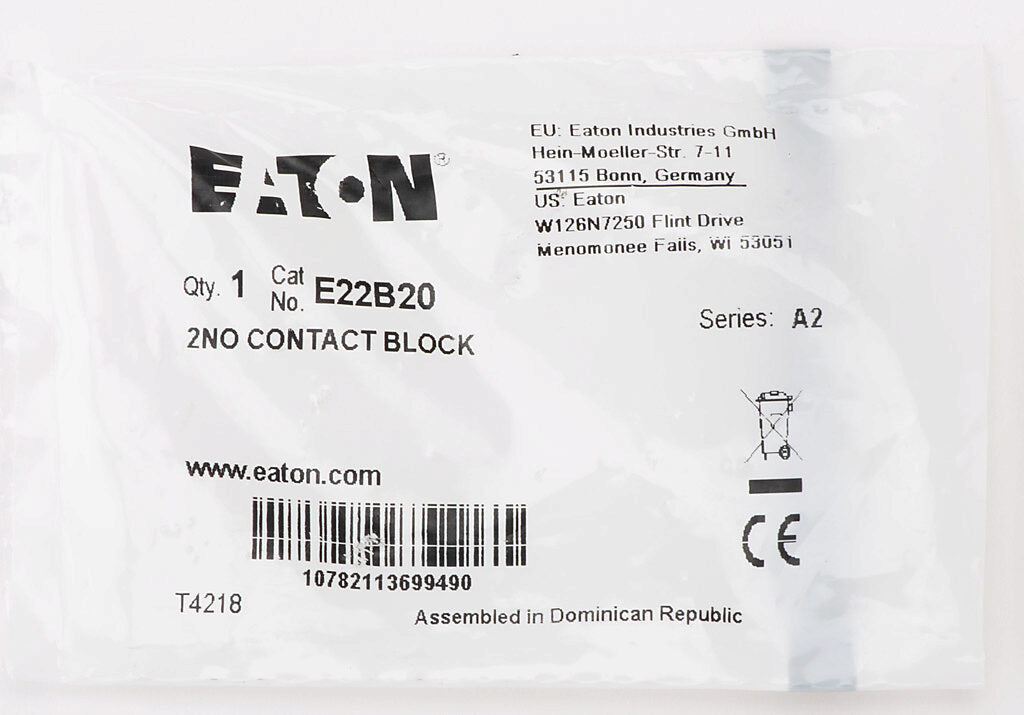 EATON®
EU: Eaton Industries GmbH
Hein-Moeller-Str. 7-11
53115 Bonn, Germany
US: Eaton
W126N7250 Flint Drive
Menomonee Falls, WI 53051
Qty. 1 Cat No. E22B20
2NO CONTACT BLOCK
Series: A2
www.eaton.com
CE
10782113699490
T4218
Assembled in Dominican Republic